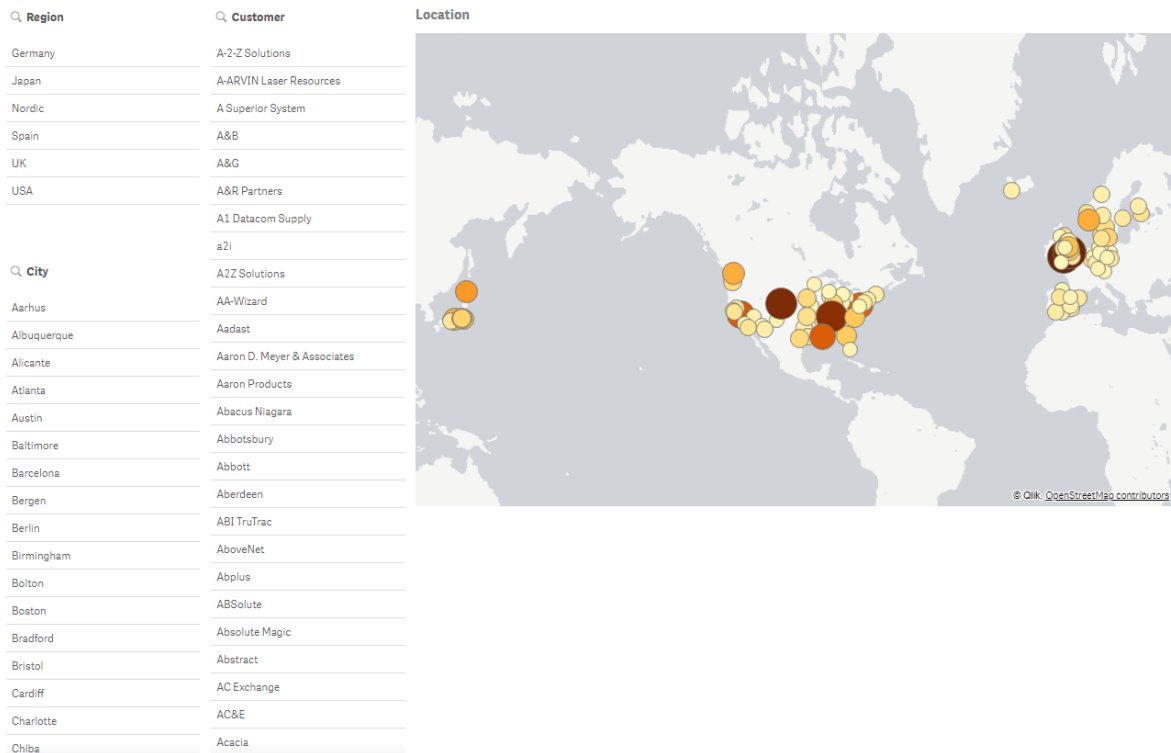 Region
Germany
Japan
Nordic
Spain
UK
USA
City
Aarhus
Albuquerque
Alicante
Atlanta
Austin
Baltimore
Barcelona
Bergen
Berlin
Birmingham
Bolton
Boston
Bradford
Bristol
Cardiff
Charlotte
Chiba
Customer
A-2-Z Solutions
A-ARVIN Laser Resources
A Superior System
A&B
A&G
A&R Partners
A1 Datacom Supply
a2i
A2Z Solutions
AA-Wizard
Aadast
Aaron D. Meyer & Associates
Aaron Products
Abacus Niagara
Abbotsbury
Abbott
Aberdeen
ABI TruTrac
AboveNet
Abplus
ABSolute
Absolute Magic
Abstract
AC Exchange
AC&E
Acacia
Location
© Qlik, OpenStreetMap contributors